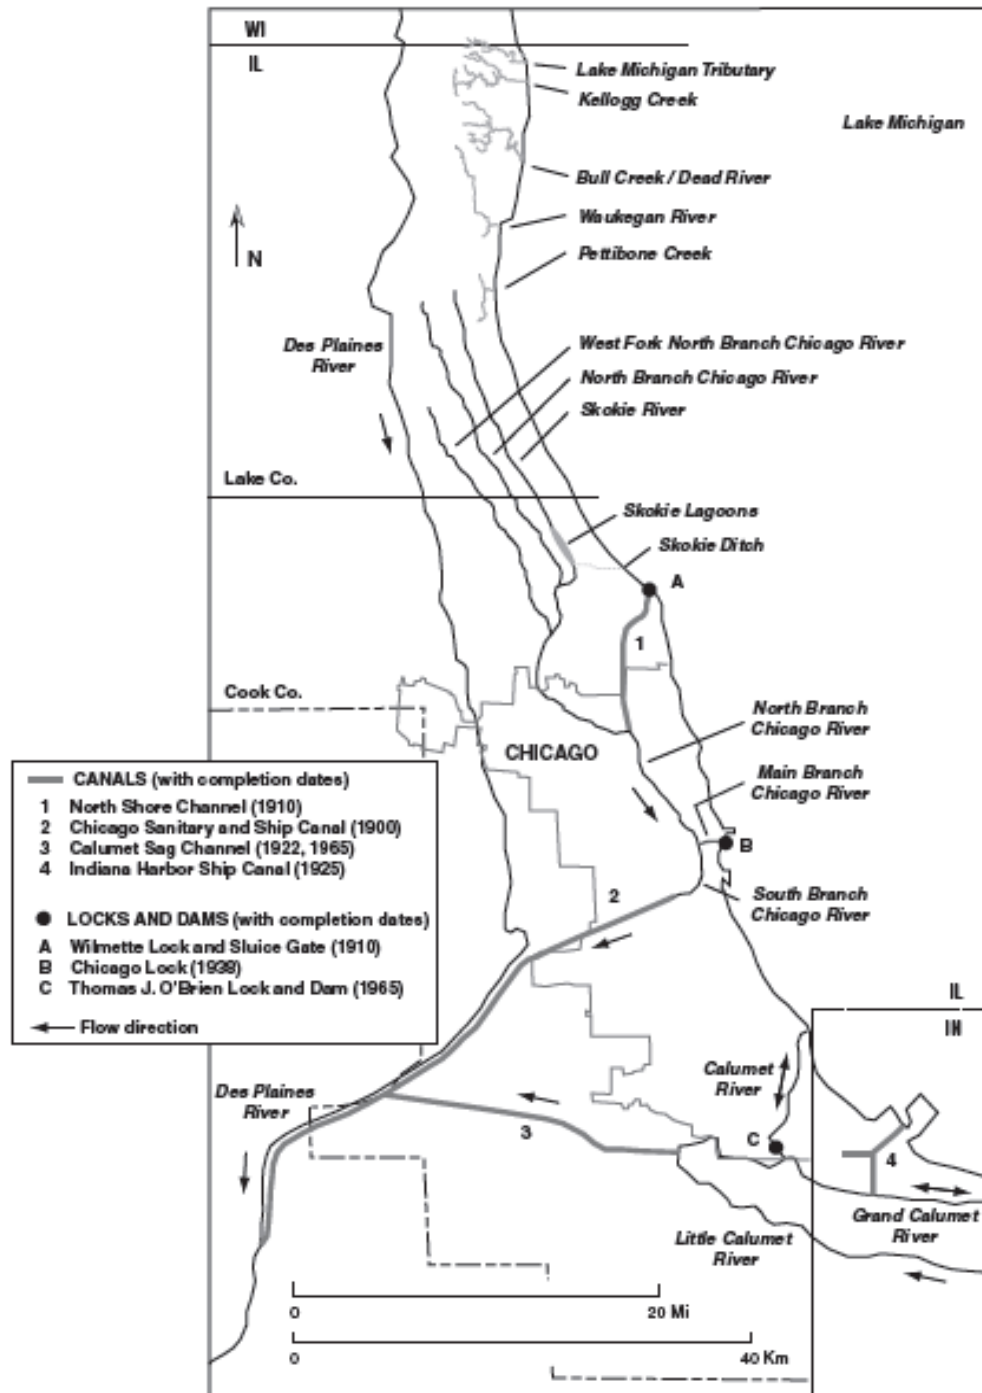 WI
IL
Lake Michigan Tributary
Kellogg Creek
Lake Michigan
Bull Creek / Dead River
Waukegan River
N
Pettibone Creek
Des Plaines
River
West Fork North Branch Chicago River
North Branch Chicago River
Skokie River
Lake Co.
Skokie Lagoons
Skokie Ditch
A
1
Cook Co.
North Branch
Chicago River
CHICAGO
Main Branch
Chicago River
B
CANALS (with completion dates)
1 North Shore Channel (1910)
2 Chicago Sanitary and Ship Canal (1900)
3 Calumet Sag Channel (1922, 1965)
4 Indiana Harbor Ship Canal (1925)
LOCKS AND DAMS (with completion dates)
A Wilmette Lock and Sluice Gate (1910)
B Chicago Lock (1938)
C Thomas J. O'Brien Lock and Dam (1965)
Flow direction
2
South Branch
Chicago River
IL
IN
Calumet
River
Des Plaines
River
3
C
4
Grand Calumet
River
Little Calumet
River
0 20 Mi
0 40 Km